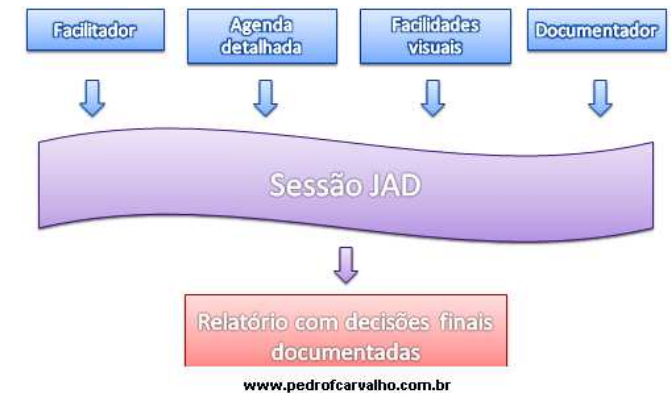 Facilitador
Agenda
detalhada
Facilidades
visuais
Documentador
Sessão JAD
Relatório com decisões finais
documentadas
www.pedrofcarvalho.com.br